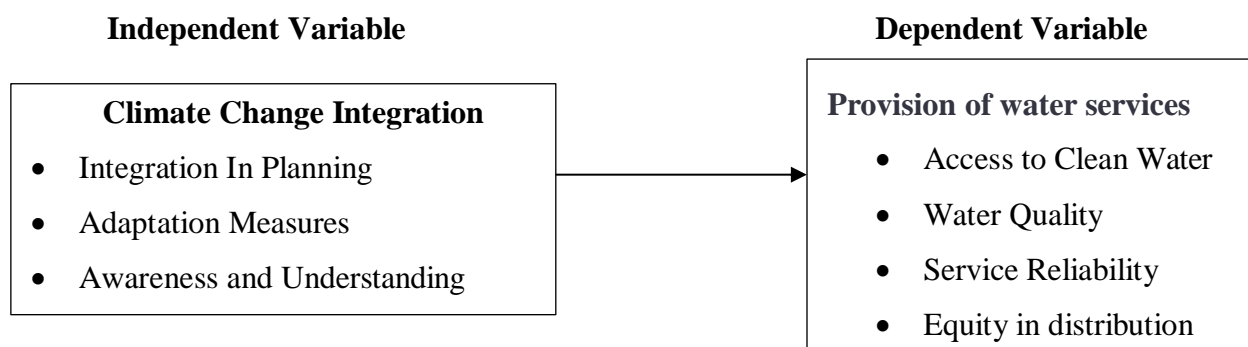 Independent Variable
Dependent Variable
Climate Change Integration
• Integration In Planning
• Adaptation Measures
• Awareness and Understanding
Provision of water services
• Access to Clean Water
• Water Quality
• Service Reliability
• Equity in distribution